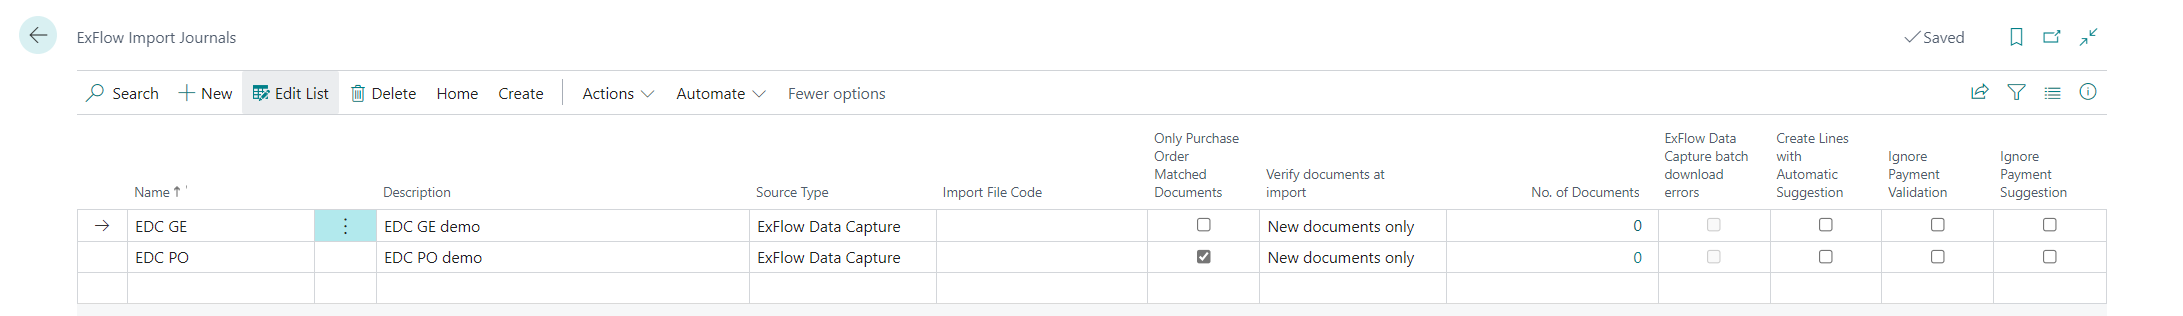 ExFlow Import Journals
Saved
Search New Edit List Delete Home Create Actions Automate Fewer options
Name ↑ Description Source Type Import File Code Only Purchase Order Matched Documents Verify documents at import No. of Documents ExFlow Data Capture batch download errors Create Lines with Automatic Suggestion Ignore Payment Validation Ignore Payment Suggestion
EDC GE EDC GE demo ExFlow Data Capture New documents only 0
EDC PO EDC PO demo ExFlow Data Capture New documents only 0